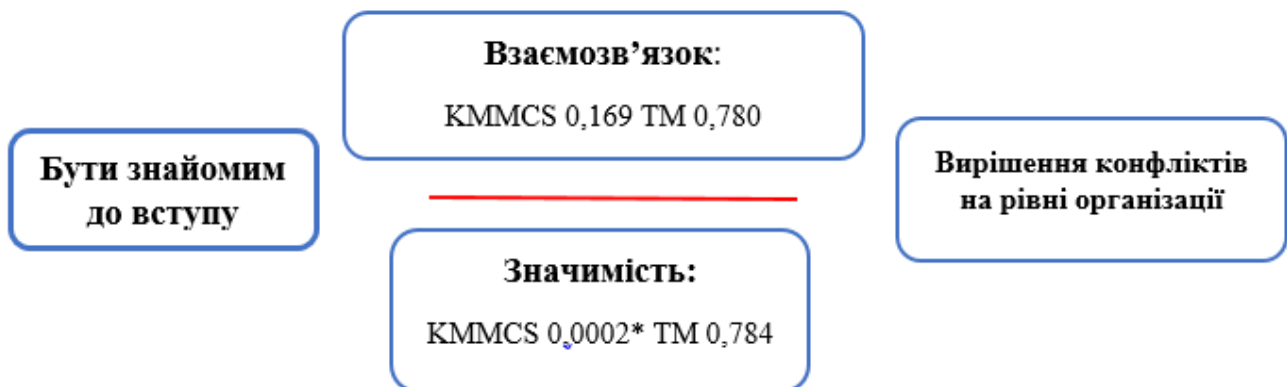 Взаємозв’язок:
KMMCS 0,169 TM 0,780
Бути знайомим
до вступу
Вирішення конфліктів
на рівні організації
Значимість:
KMMCS 0,0002* TM 0,784